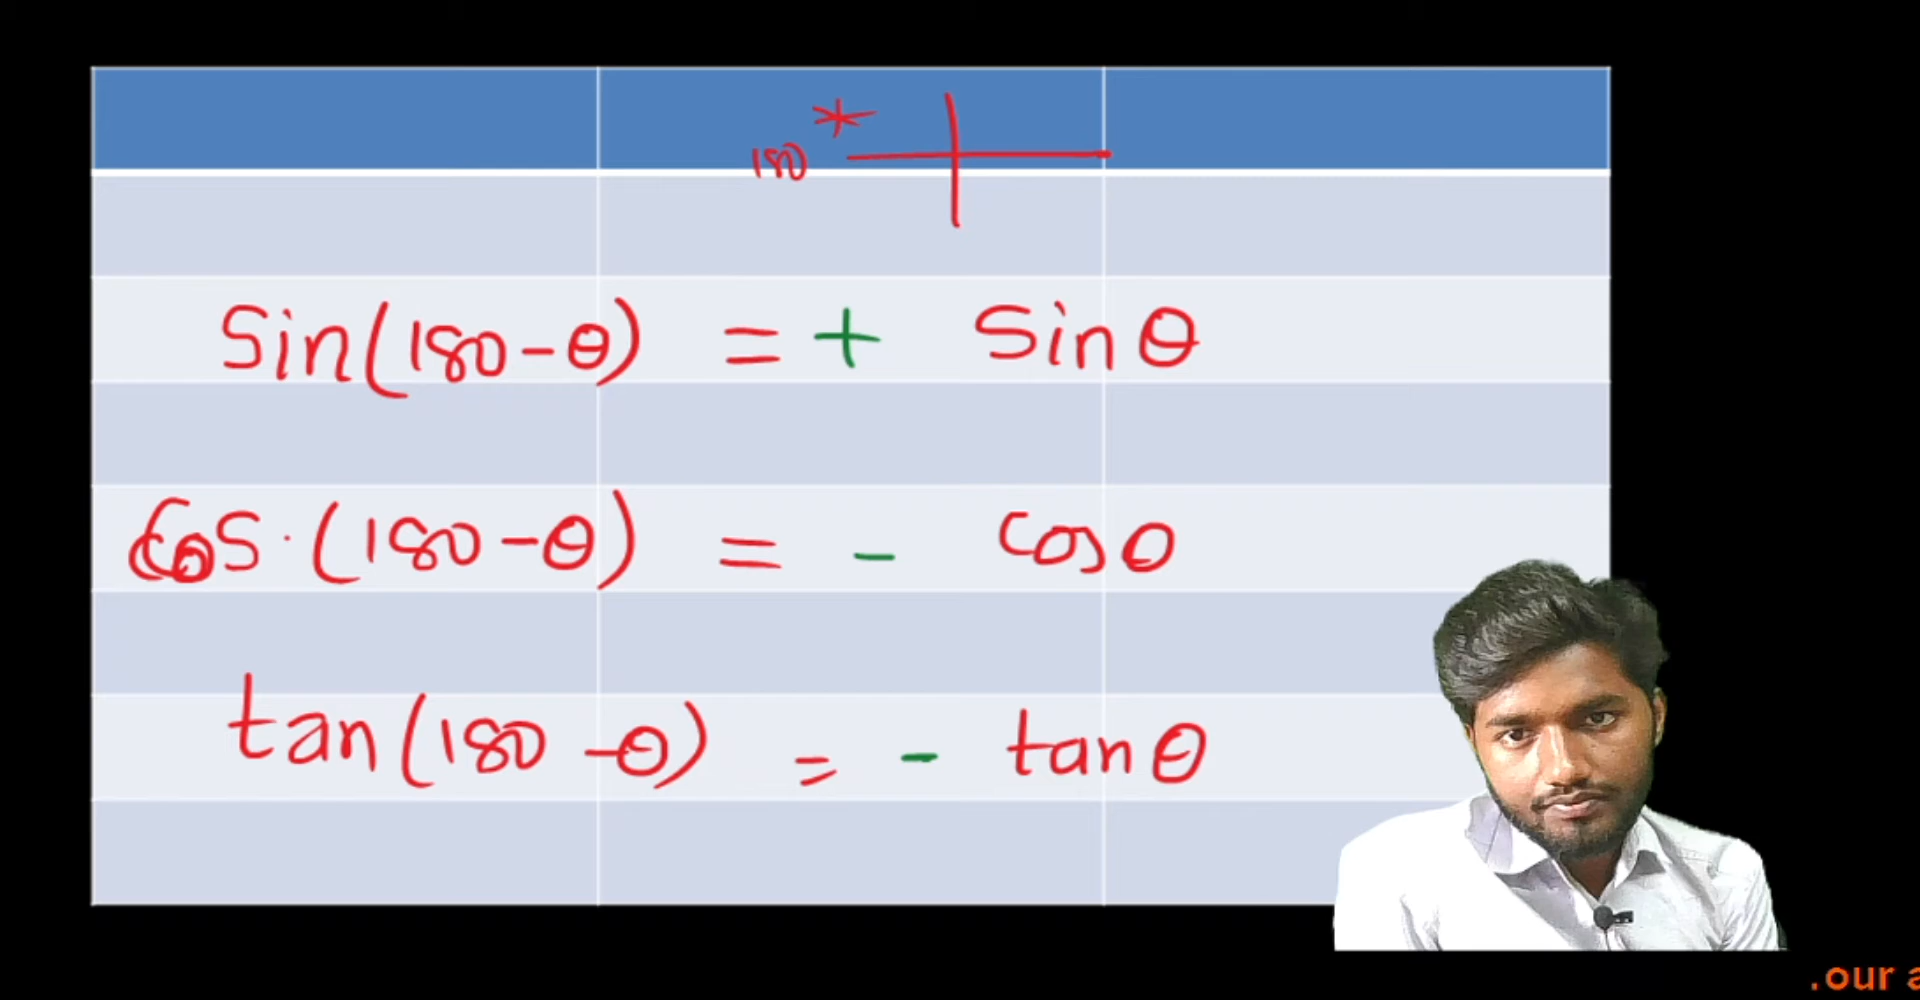 180
Sin(180-θ) = + Sinθ
Cos.(180-θ) = - Cosθ
tan(180-θ) = - tanθ
.our a